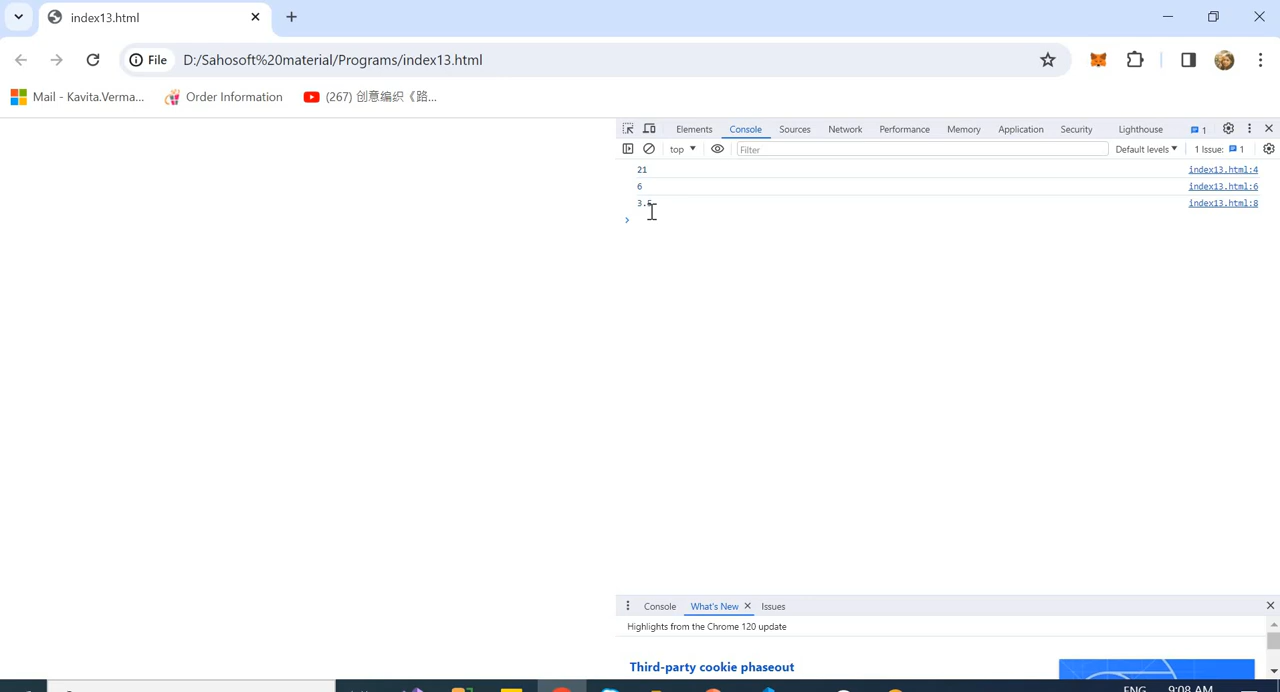 index13.html
File D:/Sahosoft%20material/Programs/index13.html
Mail - Kavita.Verma... Order Information (267) 创意编织《路...
Elements Console Sources Network Performance Memory Application Security Lighthouse 1
top Filter Default levels 1 Issue: 1
21 index13.html:4
6 index13.html:6
3.5 index13.html:8
Console What's New Issues
Highlights from the Chrome 120 update
Third-party cookie phaseout
ENG 9:08 AM